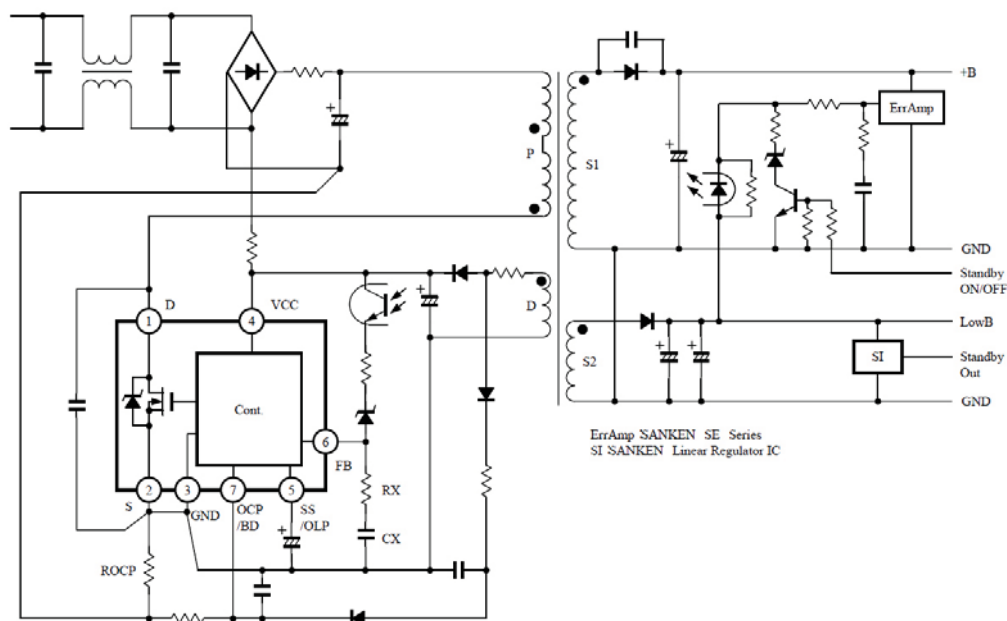 +B
ErrAmp
P
S1
GND
Standby
ON/OFF
D
D
VCC
1
4
LowB
S2
SI
Standby
Out
Cont.
GND
6
FB
ErrAmp SANKEN SE Series
SI SANKEN Linear Regulator IC
2
3
7
5
RX
S
GND
OCP
/BD
SS
/OLP
CX
ROCP